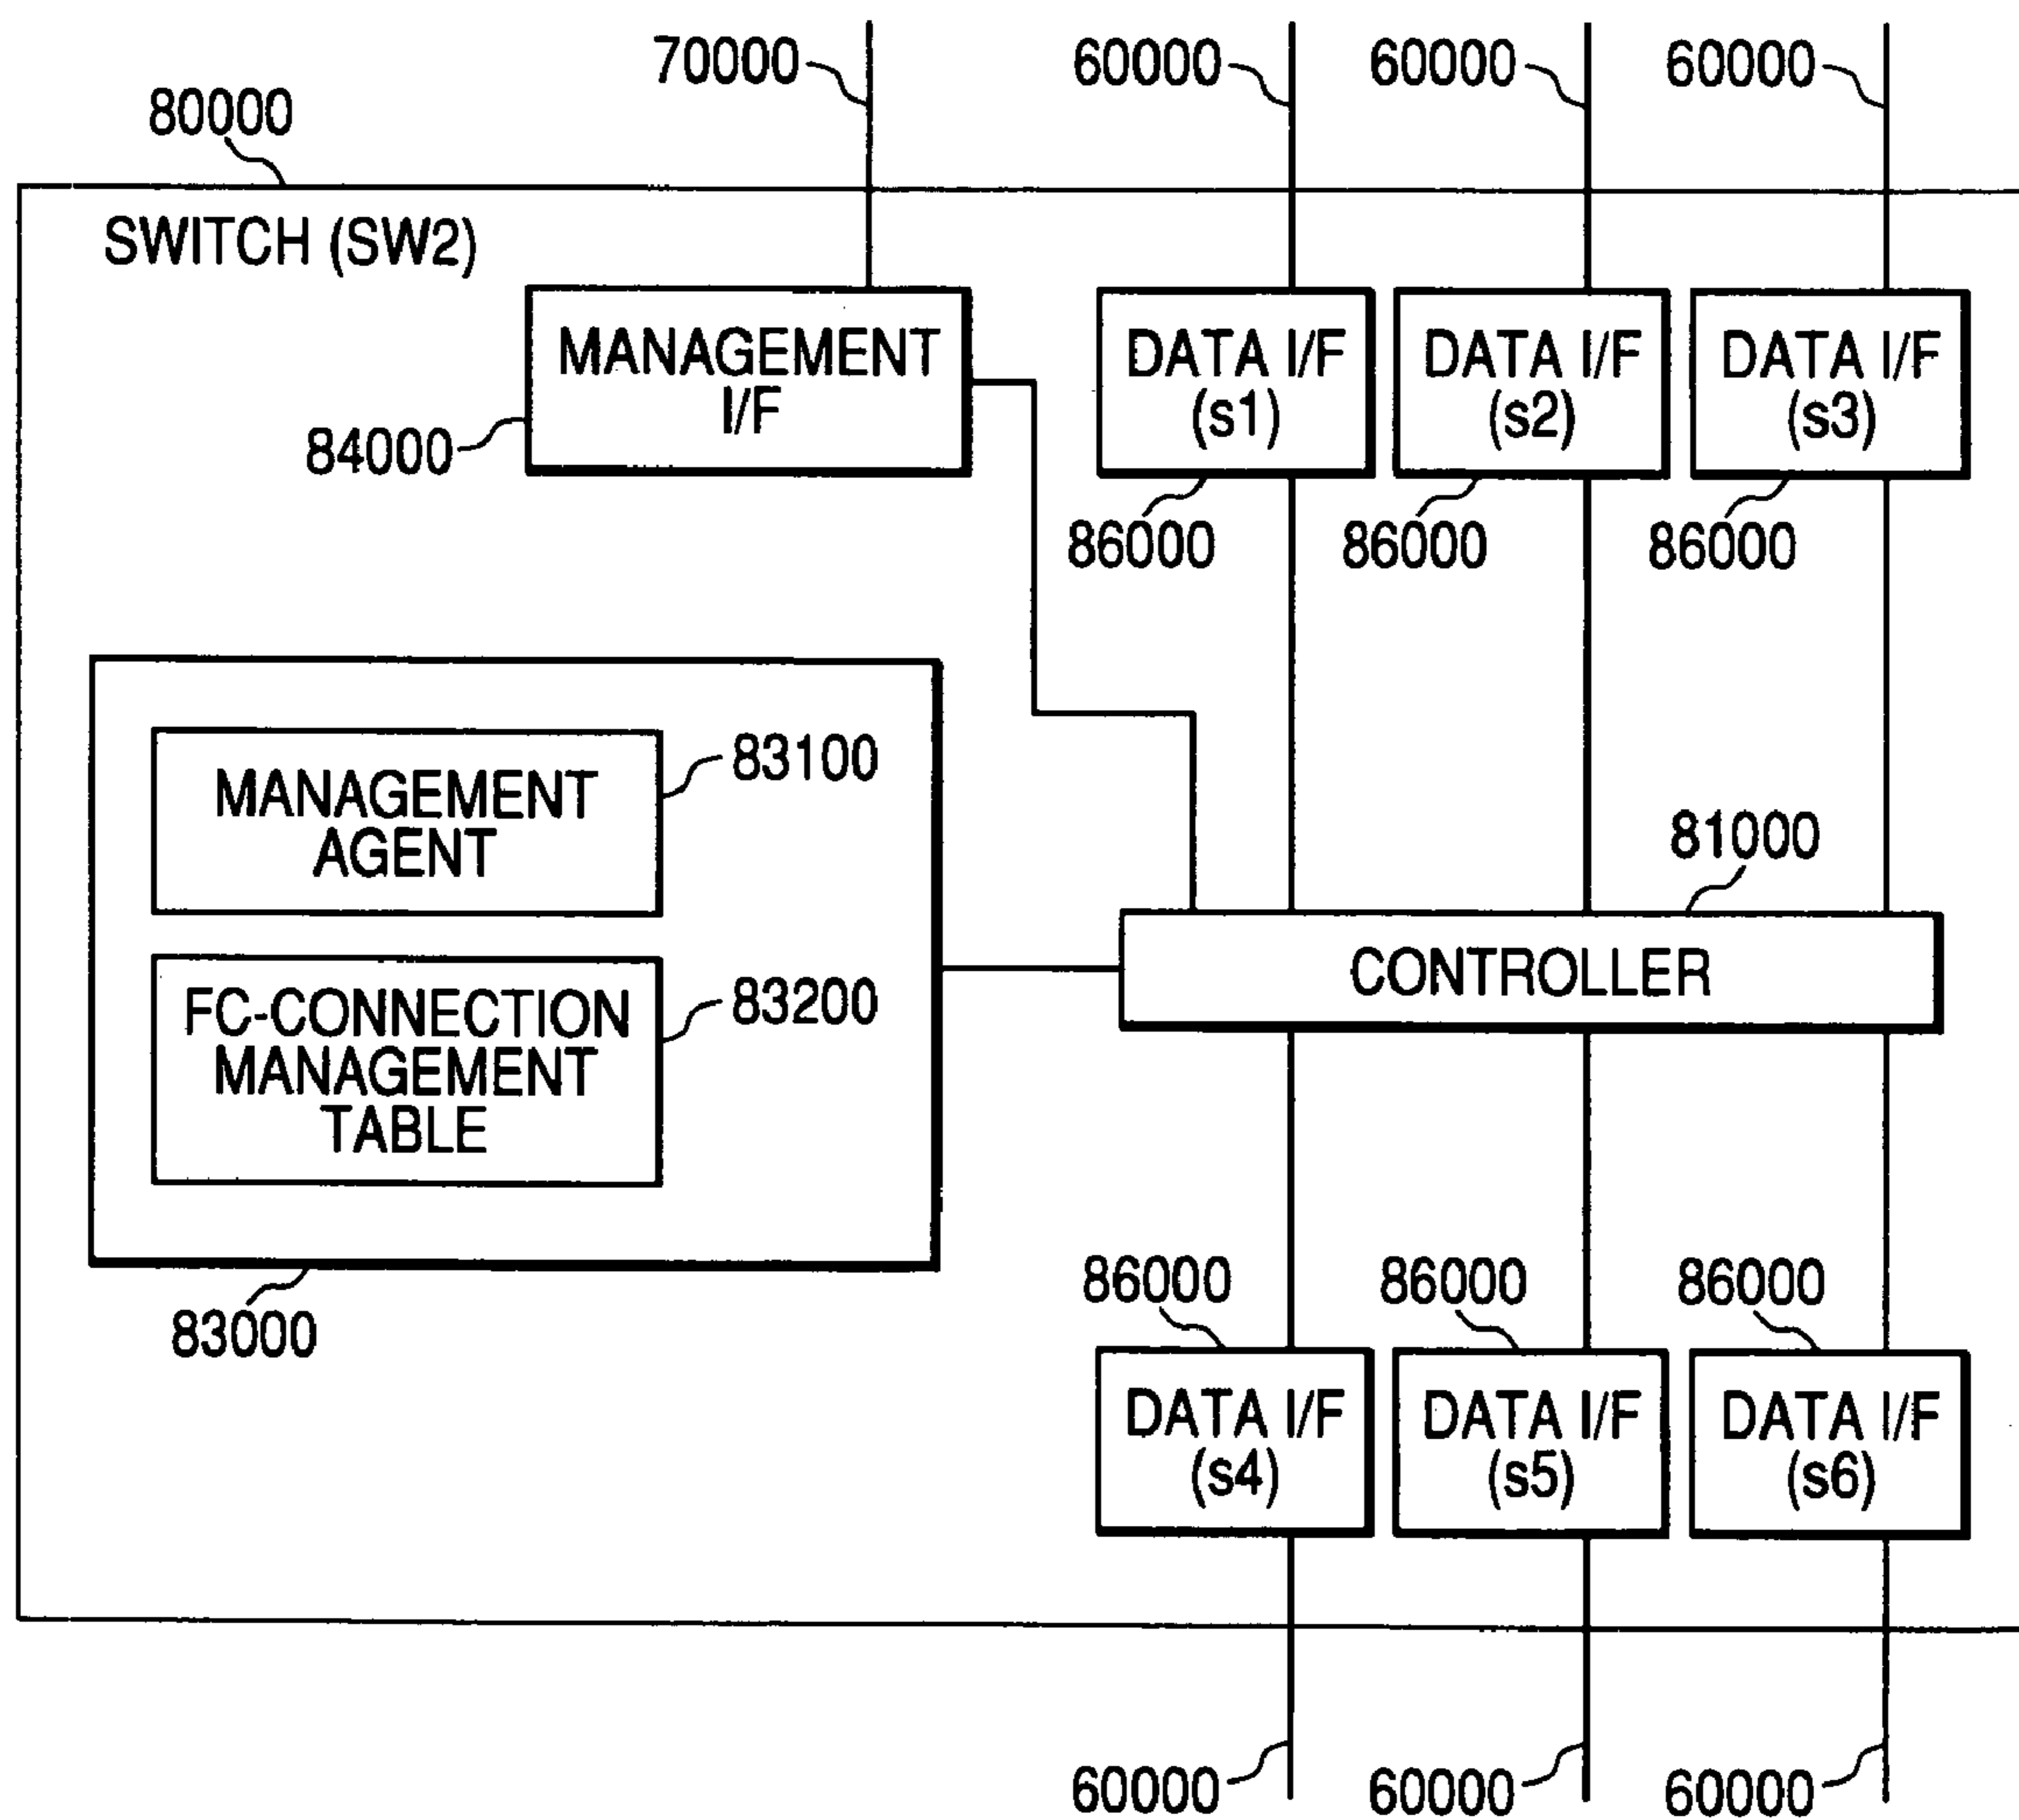 70000
60000
60000
60000
80000
SWITCH (SW2)
MANAGEMENT
I/F
84000
DATA I/F
(s1)
DATA I/F
(s2)
DATA I/F
(s3)
86000
86000
86000
MANAGEMENT
AGENT
83100
FC-CONNECTION
MANAGEMENT
TABLE
83200
83000
81000
CONTROLLER
86000
86000
86000
DATA I/F
(s4)
DATA I/F
(s5)
DATA I/F
(s6)
60000
60000
60000